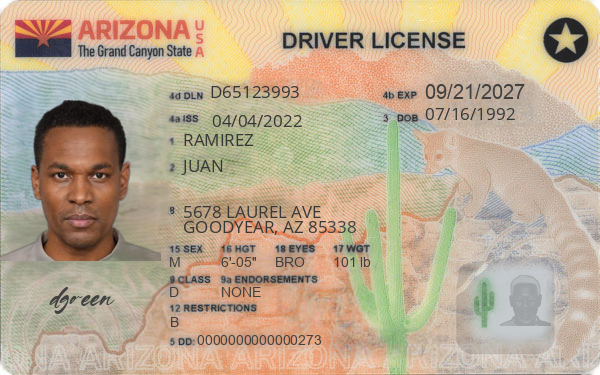 ARIZONA USA
The Grand Canyon State
DRIVER LICENSE
4d DLN D65123993
4b EXP 09/21/2027
4a ISS 04/04/2022
3 DOB 07/16/1992
1 RAMIREZ
2 JUAN
8 5678 LAUREL AVE
GOODYEAR, AZ 85338
15 SEX 16 HGT 18 EYES 17 WGT
M 6'-05" BRO 101 lb
9 CLASS 9a ENDORSEMENTS
D NONE
12 RESTRICTIONS
B
5 DD: 0000000000000273
dgreen
ARIZONA ARIZONA ARIZONA ARIZONA